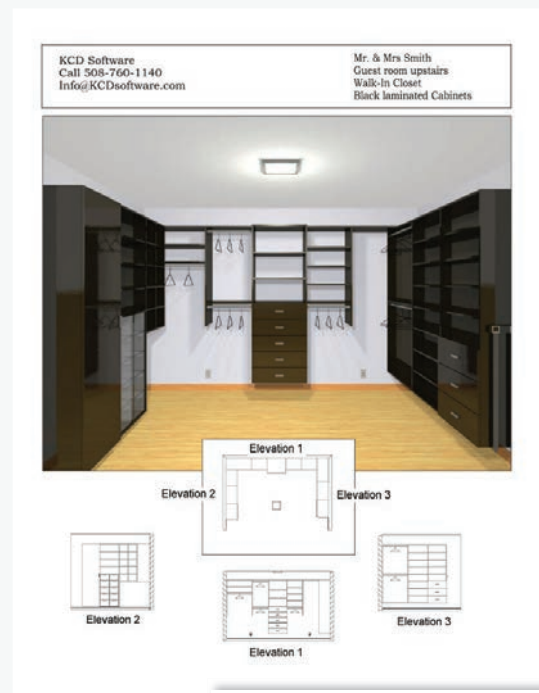 KCD Software
Call 508-760-1140
Info@KCDsoftware.com
Mr. & Mrs Smith
Guest room upstairs
Walk-In Closet
Black laminated Cabinets
Elevation 1
Elevation 2
Elevation 3
Elevation 2
Elevation 1
Elevation 3